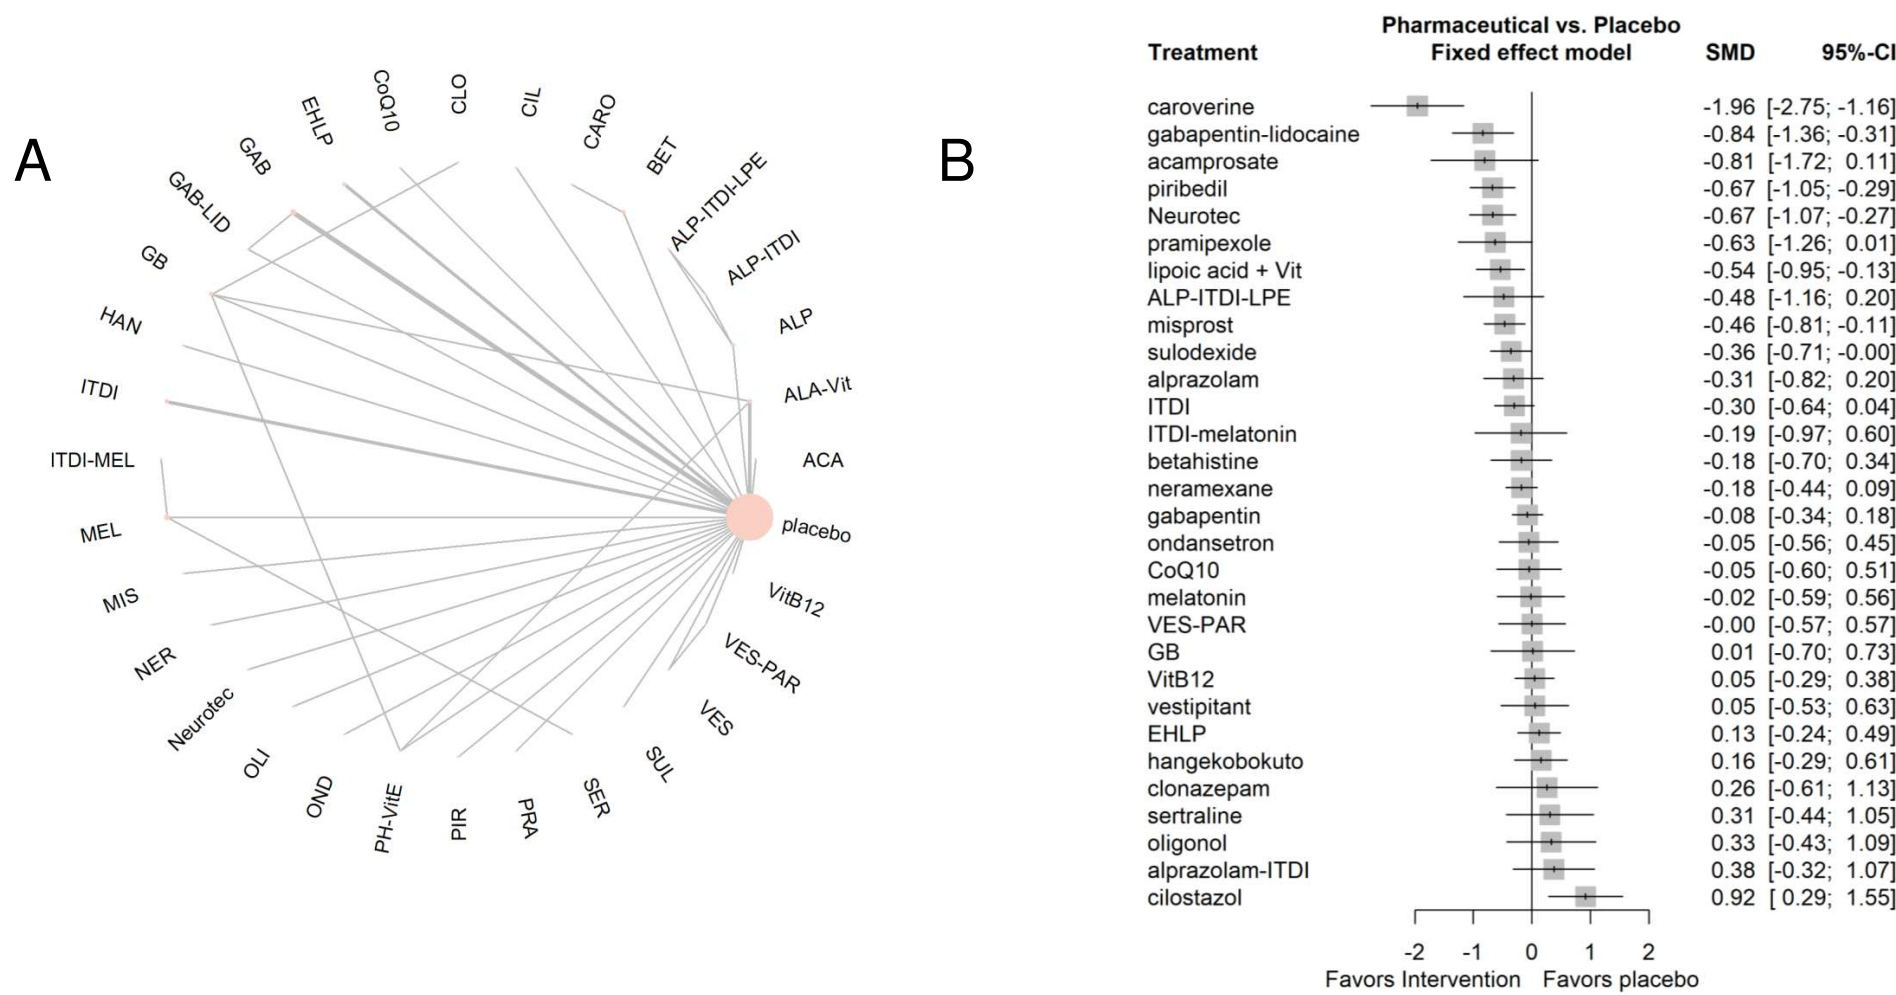 A
CoQ10
CLO
CIL
CARO
EHLP
BET
GAB
ALP-ITDI-LPE
GAB-LID
ALP-ITDI
GB
ALP
HAN
ALA-Vit
ITDI
ACA
ITDI-MEL
placebo
MEL
VitB12
MIS
VES-PAR
NER
VES
Neurotec
SUL
OLI
SER
OND
PRA
PH-VitE
PIR
B
Pharmaceutical vs. Placebo
Treatment Fixed effect model SMD 95%-CI
caroverine -1.96 [-2.75; -1.16]
gabapentin-lidocaine -0.84 [-1.36; -0.31]
acamprosate -0.81 [-1.72; 0.11]
piribedil -0.67 [-1.05; -0.29]
Neurotec -0.67 [-1.07; -0.27]
pramipexole -0.63 [-1.26; 0.01]
lipoic acid + Vit -0.54 [-0.95; -0.13]
ALP-ITDI-LPE -0.48 [-1.16; 0.20]
misprost -0.46 [-0.81; -0.11]
sulodexide -0.36 [-0.71; -0.00]
alprazolam -0.31 [-0.82; 0.20]
ITDI -0.30 [-0.64; 0.04]
ITDI-melatonin -0.19 [-0.97; 0.60]
betahistine -0.18 [-0.70; 0.34]
neramexane -0.18 [-0.44; 0.09]
gabapentin -0.08 [-0.34; 0.18]
ondansetron -0.05 [-0.56; 0.45]
CoQ10 -0.05 [-0.60; 0.51]
melatonin -0.02 [-0.59; 0.56]
VES-PAR -0.00 [-0.57; 0.57]
GB 0.01 [-0.70; 0.73]
VitB12 0.05 [-0.29; 0.38]
vestipitant 0.05 [-0.53; 0.63]
EHLP 0.13 [-0.24; 0.49]
hangekobokuto 0.16 [-0.29; 0.61]
clonazepam 0.26 [-0.61; 1.13]
sertraline 0.31 [-0.44; 1.05]
oligonol 0.33 [-0.43; 1.09]
alprazolam-ITDI 0.38 [-0.32; 1.07]
cilostazol 0.92 [ 0.29; 1.55]
-2 -1 0 1 2
Favors Intervention Favors placebo